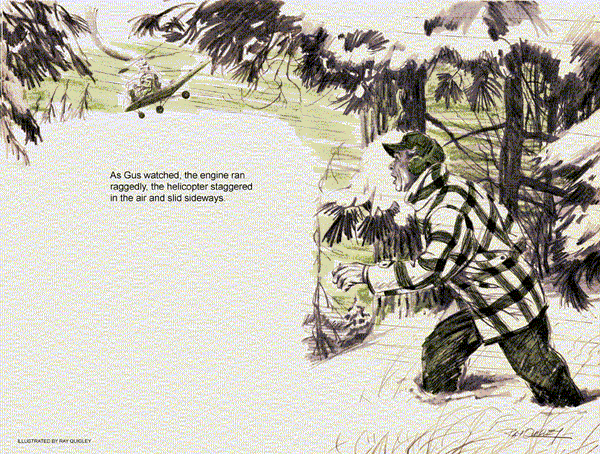 As Gus watched, the engine ran
raggedly, the helicopter staggered
in the air and slid sideways.
ILLUSTRATED BY RAY QUIGLEY